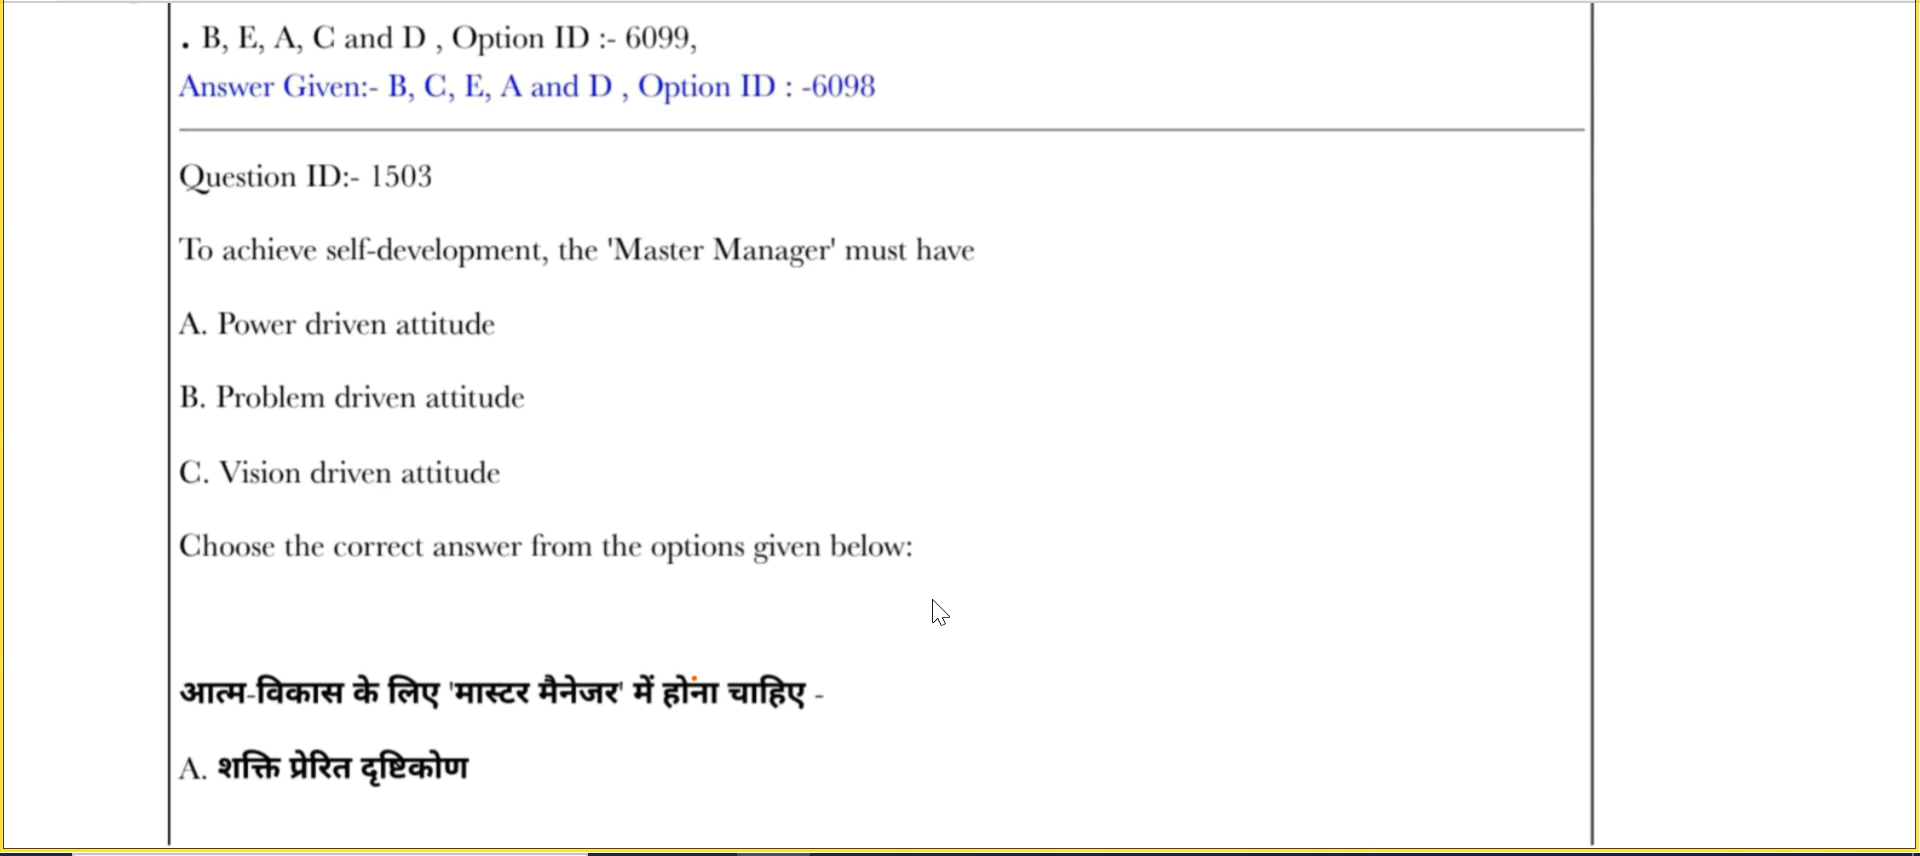 . B, E, A, C and D , Option ID :- 6099,
Answer Given:- B, C, E, A and D , Option ID : -6098
Question ID:- 1503
To achieve self-development, the 'Master Manager' must have
A. Power driven attitude
B. Problem driven attitude
C. Vision driven attitude
Choose the correct answer from the options given below:
आत्म-विकास के लिए 'मास्टर मैनेजर' में होना चाहिए -
A. शक्ति प्रेरित दृष्टिकोण